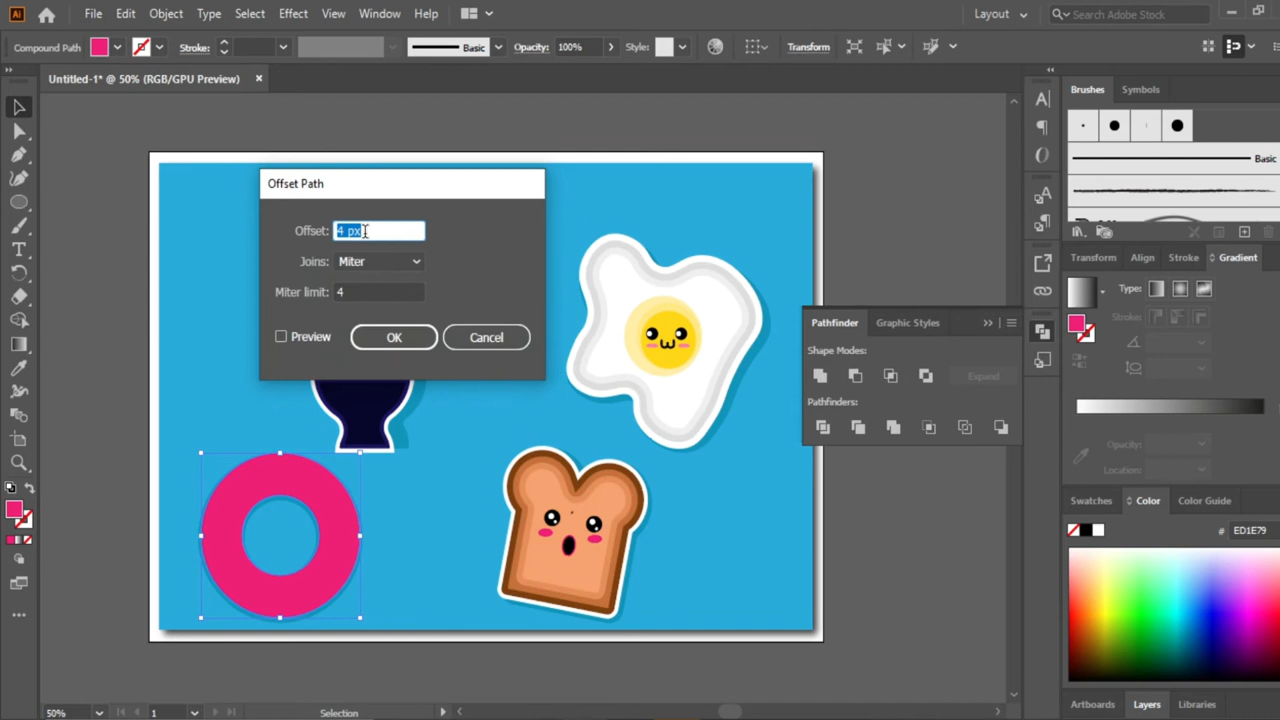 Ai File Edit Object Type Select Effect View Window Help Layout Search Adobe Stock
Compound Path Stroke: Basic Opacity: 100% Style: Transform
Untitled-1* @ 50% (RGB/GPU Preview) ×
Brushes Symbols
Basic
Offset Path
Offset: 4 px
Joins: Miter
Miter limit: 4
Preview OK Cancel
Transform Align Stroke Gradient
Type:
Stroke:
Opacity:
Location:
Pathfinder Graphic Styles
Shape Modes:
Expand
Pathfinders:
Swatches Color Color Guide
# ED1E79
Artboards Layers Libraries
50% 1 Selection